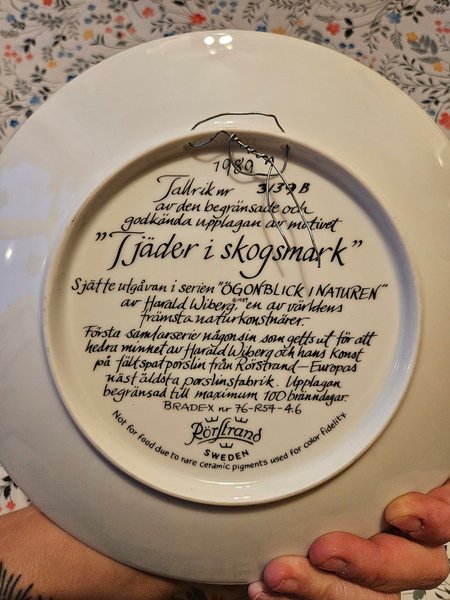 1989
Tallrik nr 3139B
av den begränsade och
godkända upplagan av motivet
"Tjäder i skogsmark"
Sjätte utgåvan i serien "ÖGONBLICK I NATUREN"
av Harald Wiberg, en av världens
främsta naturkonstnärer.
Första samlarserie någonsin som getts ut för att
hedra minnet av Harald Wiberg och hans konst
på fältspatporslin från Rörstrand – Europas
näst äldsta porslinsfabrik. Upplagan
begränsad till maximum 100 bränndagar.
BRADEX nr 76-R54-4.6
RörStrand
SWEDEN
Not for food due to rare ceramic pigments used for color fidelity.